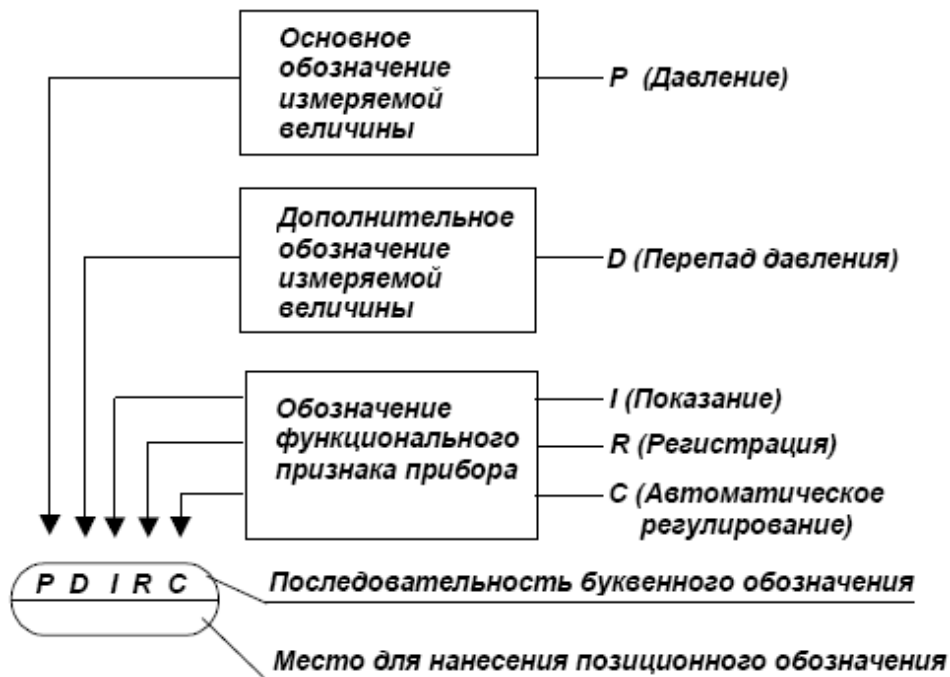 Основное
обозначение
измеряемой
величины
P (Давление)
Дополнительное
обозначение
измеряемой
величины
D (Перепад давления)
Обозначение
функционального
признака прибора
I (Показание)
R (Регистрация)
C (Автоматическое
регулирование)
P D I R C
Последовательность буквенного обозначения
Место для нанесения позиционного обозначения